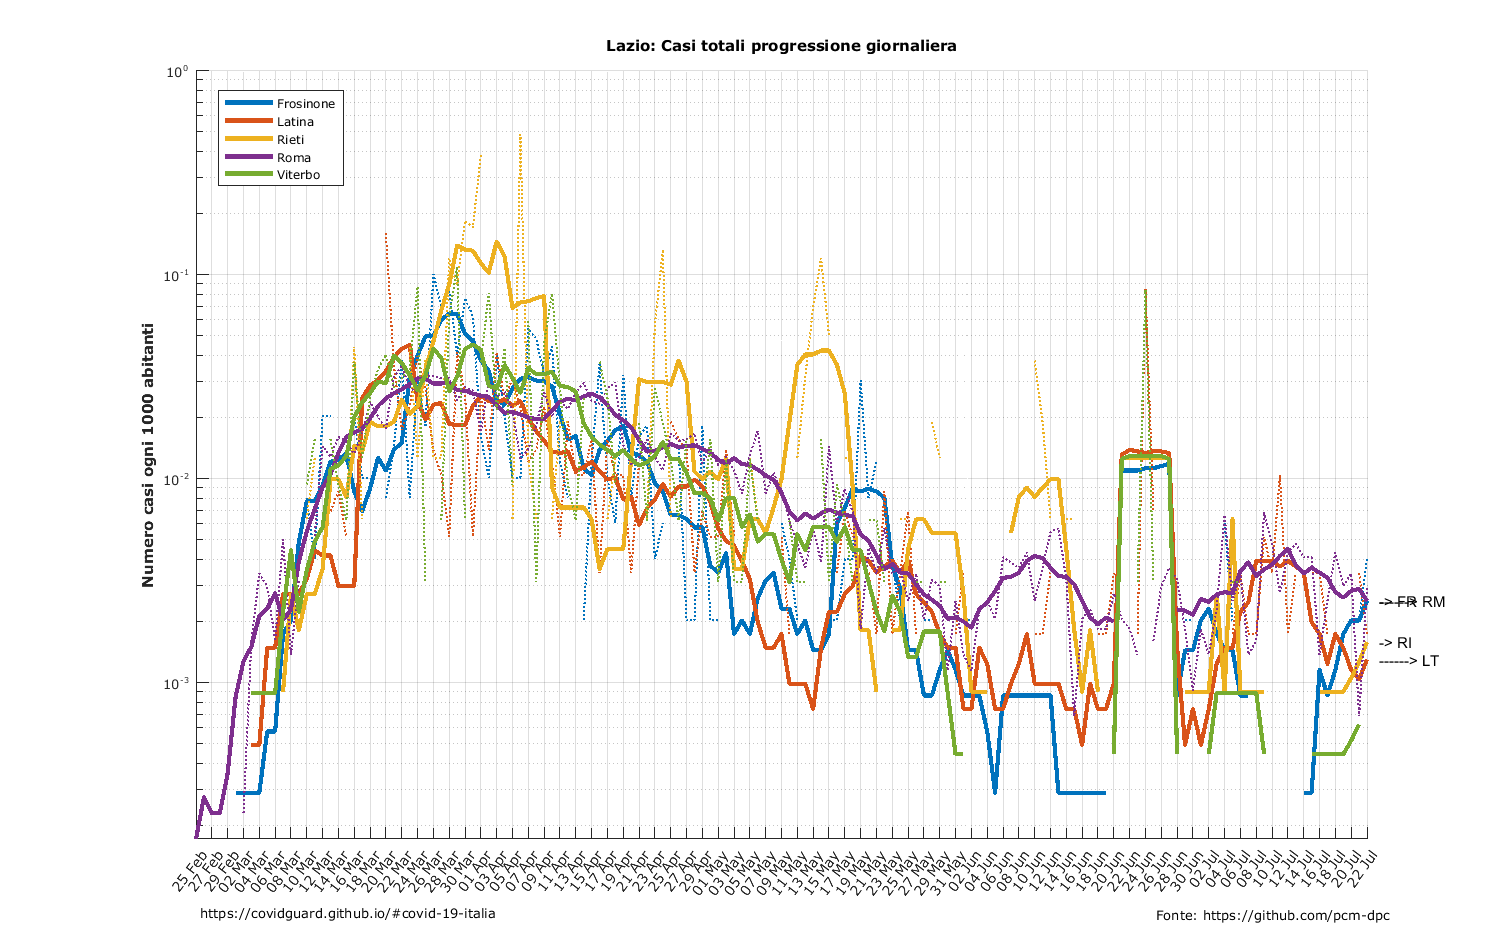 Lazio: Casi totali progressione giornaliera
Numero casi ogni 1000 abitanti
10⁰
10⁻¹
10⁻²
10⁻³
Frosinone
Latina
Rieti
Roma
Viterbo
-> FR
-----> RM
-> RI
------> LT
25 Feb
27 Feb
29 Feb
02 Mar
04 Mar
06 Mar
08 Mar
10 Mar
12 Mar
14 Mar
16 Mar
18 Mar
20 Mar
22 Mar
24 Mar
26 Mar
28 Mar
30 Mar
01 Apr
03 Apr
05 Apr
07 Apr
09 Apr
11 Apr
13 Apr
15 Apr
17 Apr
19 Apr
21 Apr
23 Apr
25 Apr
27 Apr
29 Apr
01 May
03 May
05 May
07 May
09 May
11 May
13 May
15 May
17 May
19 May
21 May
23 May
25 May
27 May
29 May
31 May
02 Jun
04 Jun
06 Jun
08 Jun
10 Jun
12 Jun
14 Jun
16 Jun
18 Jun
20 Jun
22 Jun
24 Jun
26 Jun
28 Jun
30 Jun
02 Jul
04 Jul
06 Jul
08 Jul
10 Jul
12 Jul
14 Jul
16 Jul
18 Jul
20 Jul
22 Jul
https://covidguard.github.io/#covid-19-italia
Fonte: https://github.com/pcm-dpc